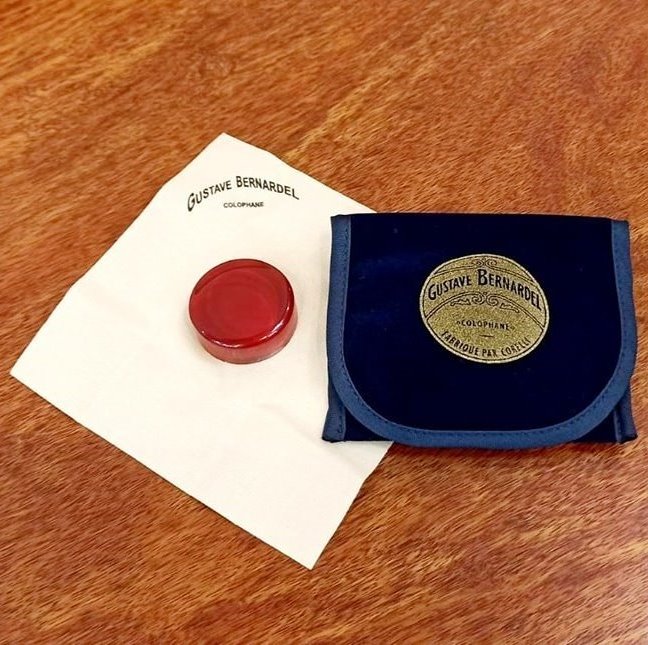 GUSTAVE BERNARDEL
COLOPHANE
GUSTAVE BERNARDEL
COLOPHANE
FABRIQUE PAR CORELLI